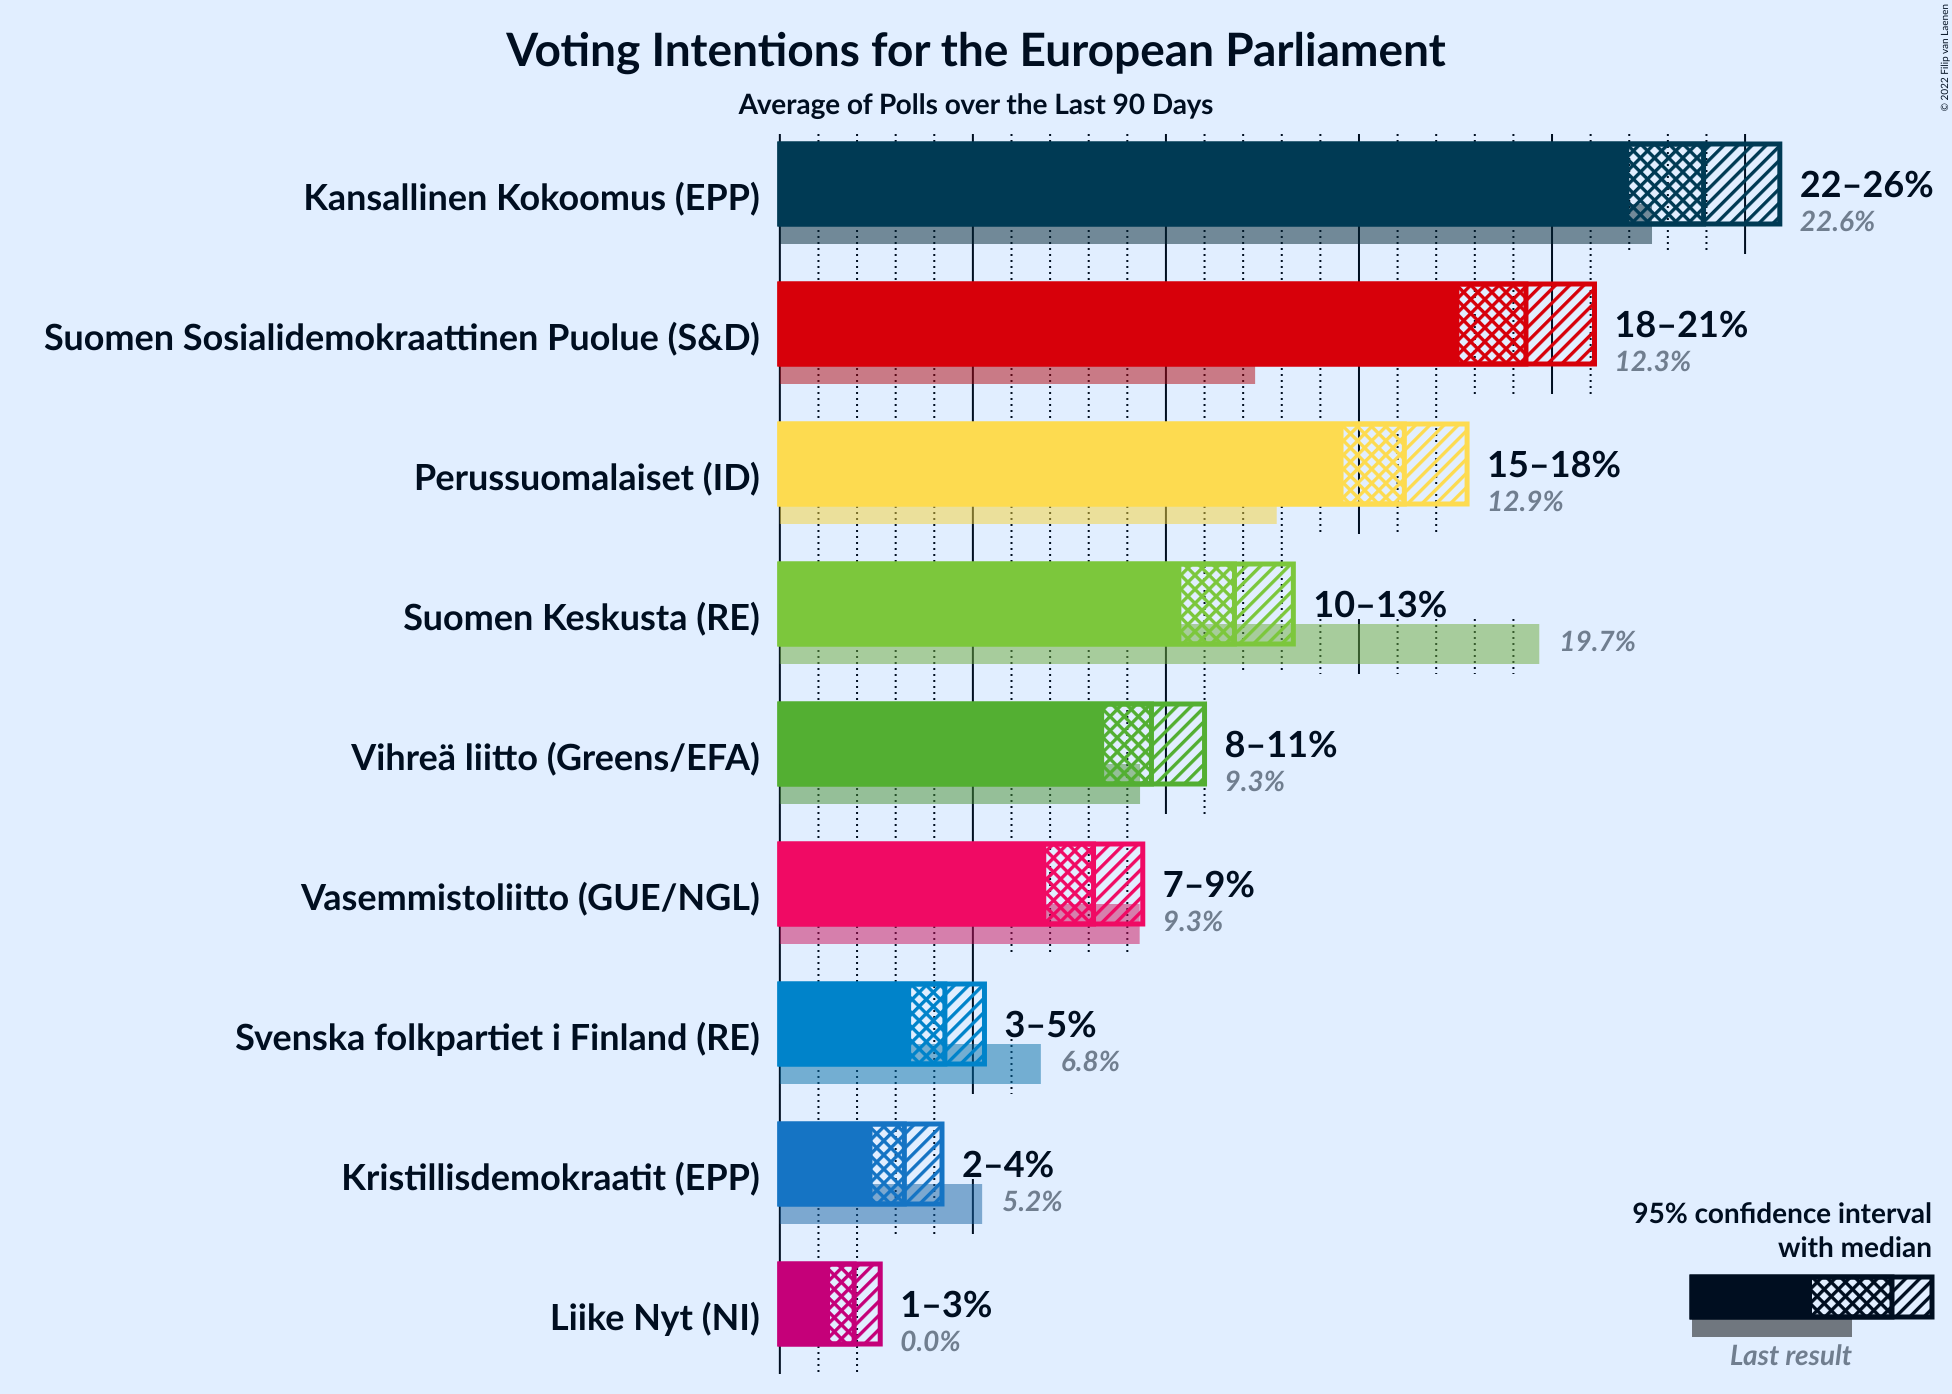 Voting Intentions for the European Parliament
Average of Polls over the Last 90 Days
© 2022 Filip van Laenen
Kansallinen Kokoomus (EPP)
22–26%
22.6%
Suomen Sosialidemokraattinen Puolue (S&D)
18–21%
12.3%
Perussuomalaiset (ID)
15–18%
12.9%
Suomen Keskusta (RE)
10–13%
19.7%
Vihreä liitto (Greens/EFA)
8–11%
9.3%
Vasemmistoliitto (GUE/NGL)
7–9%
9.3%
Svenska folkpartiet i Finland (RE)
3–5%
6.8%
Kristillisdemokraatit (EPP)
2–4%
5.2%
Liike Nyt (NI)
1–3%
0.0%
95% confidence interval
with median
Last result